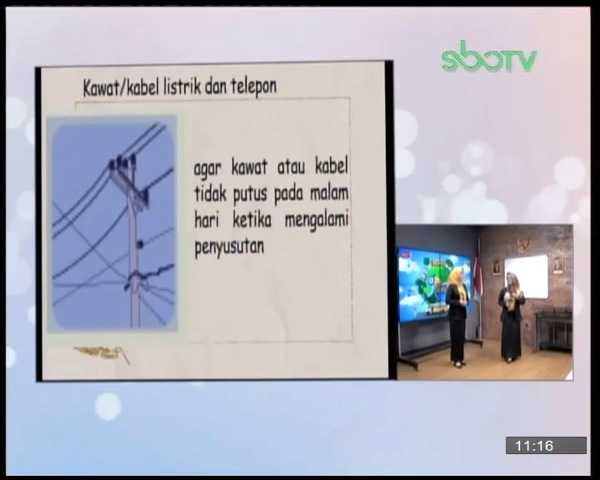 sboTV
Kawat/kabel listrik dan telepon
agar kawat atau kabel
tidak putus pada malam
hari ketika mengalami
penyusutan
11:16